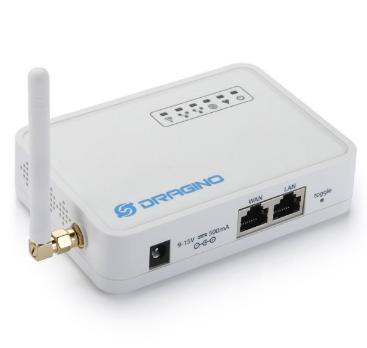 DRAGINO
9-15V ⎓ 500mA
WAN
LAN
toggle